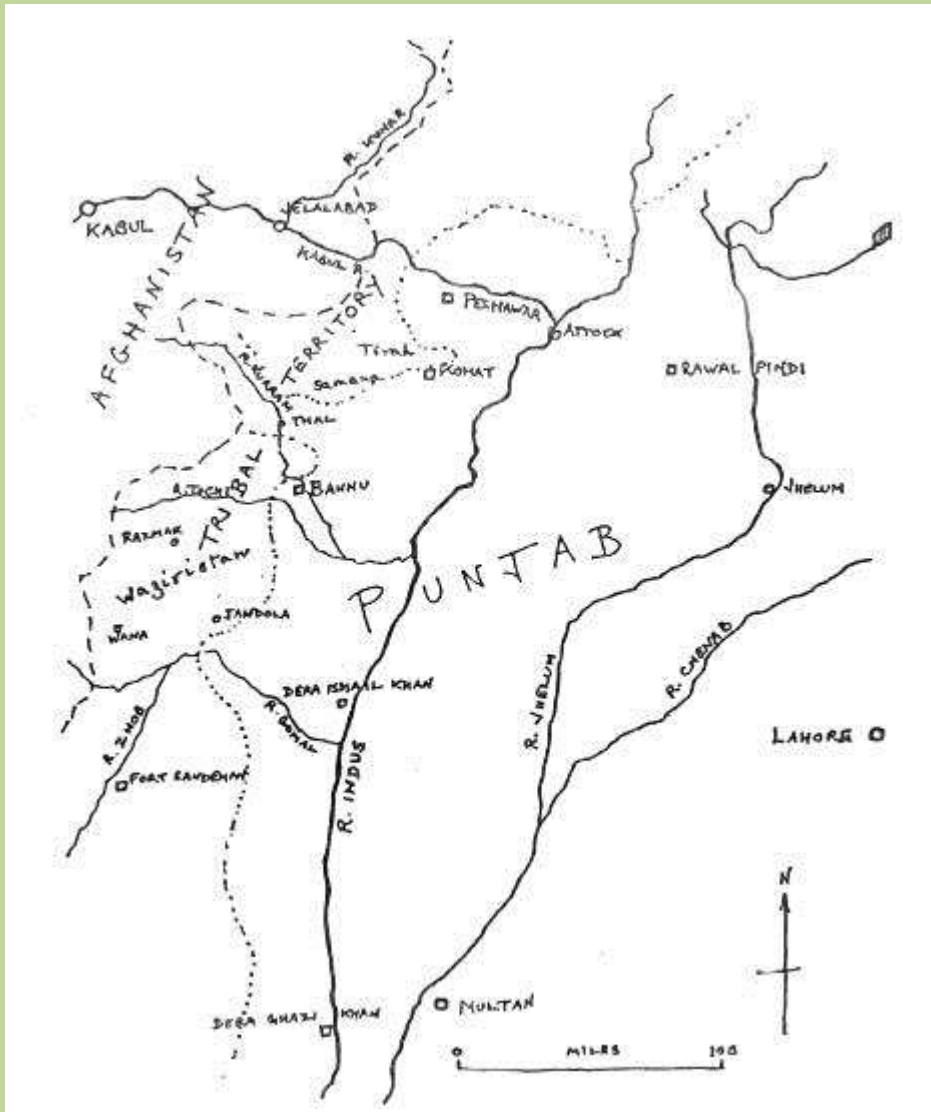 R. KUNAR
KABUL
JELALABAD
AFGHANISTAN
KABUL R.
TRIBAL TERRITORY
PESHAWAR
ATTOCK
Tirah
Samana
KOHAT
RAWAL PINDI
R. KURRAM
THAL
BANNU
R. TOCHI
JHELUM
RAZMAK
Waziristan
PUNJAB
JANDOLA
WANA
R. CHENAB
R. JHELUM
DERA ISMAIL KHAN
R. GOMAL
R. ZHOB
LAHORE
FORT SANDEMAN
R. INDUS
N
MULTAN
DERA GHAZI KHAN
0 MILES 100